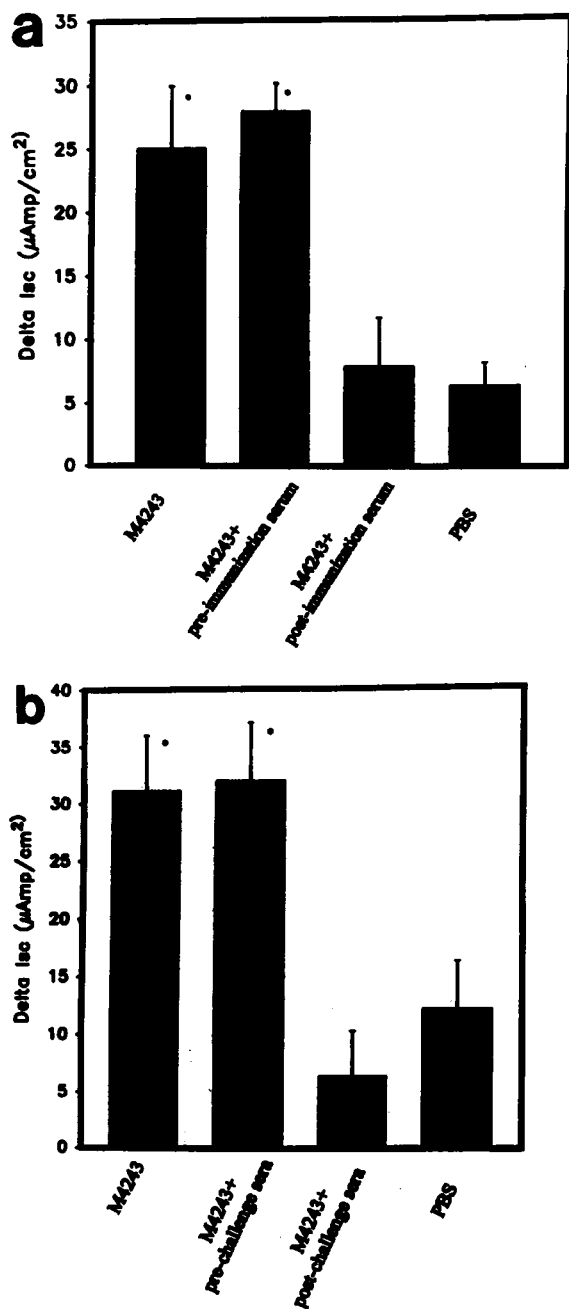 a
35
30
25
20
15
10
5
0
Delta Isc (μAmp/cm²)
M4243
M4243+
pre-immunization serum
M4243+
post-immunization serum
PBS
b
40
35
30
25
20
15
10
5
0
Delta Isc (μAmp/cm²)
M4243
M4243+
pre-challenge sera
M4243+
post-challenge sera
PBS